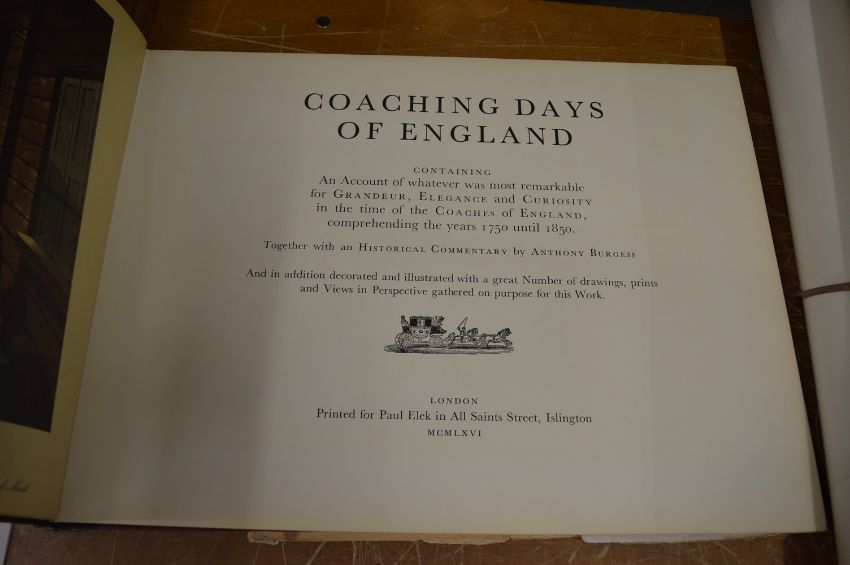 COACHING DAYS
OF ENGLAND
CONTAINING
An Account of whatever was most remarkable
for GRANDEUR, ELEGANCE and CURIOSITY
in the time of the COACHES of ENGLAND,
comprehending the years 1750 until 1850.
Together with an HISTORICAL COMMENTARY by ANTHONY BURGESS
And in addition decorated and illustrated with a great Number of drawings, prints
and Views in Perspective gathered on purpose for this Work.
LONDON
Printed for Paul Elek in All Saints Street, Islington
MCMLXVI